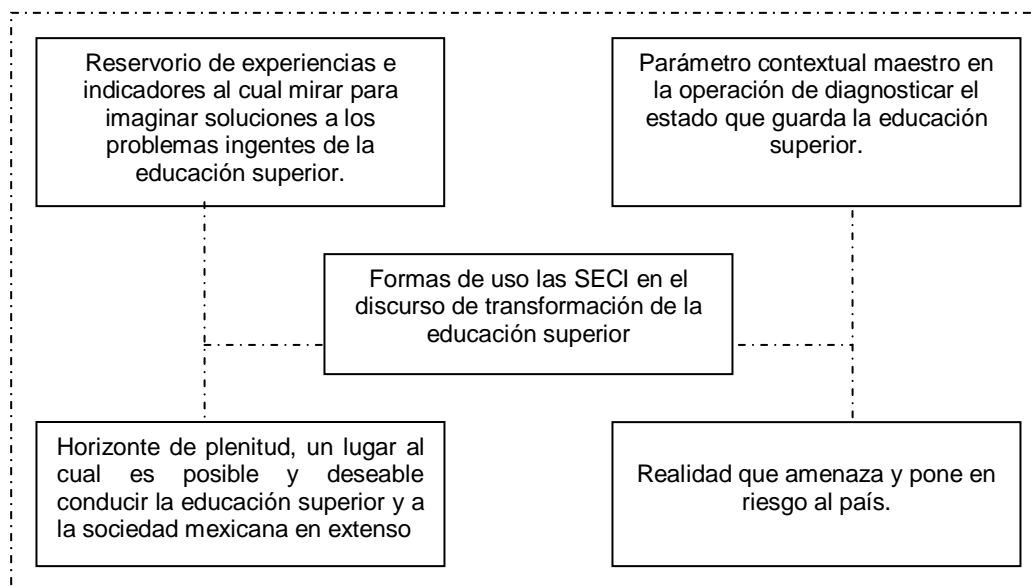 Reservorio de experiencias e
indicadores al cual mirar para
imaginar soluciones a los
problemas ingentes de la
educación superior.
Parámetro contextual maestro en
la operación de diagnosticar el
estado que guarda la educación
superior.
Formas de uso las SECI en el
discurso de transformación de la
educación superior
Horizonte de plenitud, un lugar al
cual es posible y deseable
conducir la educación superior y a
la sociedad mexicana en extenso
Realidad que amenaza y pone en
riesgo al país.